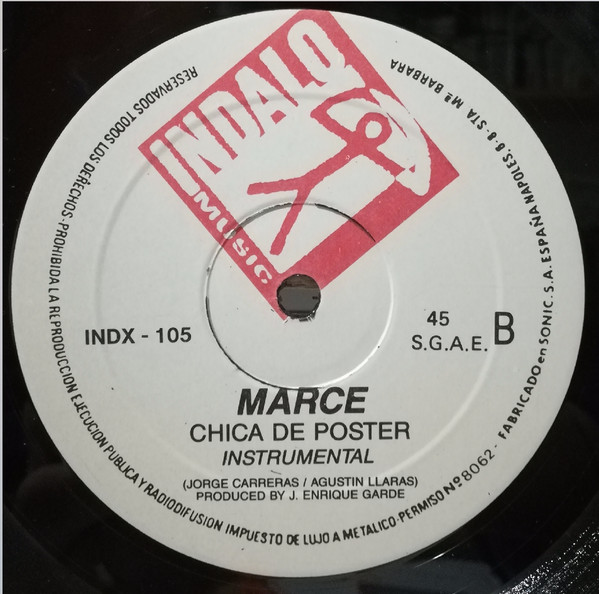 INDALO
MUSIC
INDX - 105
45
S.G.A.E. B
MARCE
CHICA DE POSTER
INSTRUMENTAL
(JORGE CARRERAS / AGUSTIN LLARAS)
PRODUCED BY J. ENRIQUE GARDE
RESERVADOS TODOS LOS DERECHOS-PROHIBIDA LA REPRODUCCION EJECUCION PUBLICA Y RADIODIFUSION IMPUESTO DE LUJO A METALICO-PERMISO Nº 8062- FABRICADO en SONIC. S.A. ESPAÑA NAPOLES, 6-8-STA Mª BARBARA